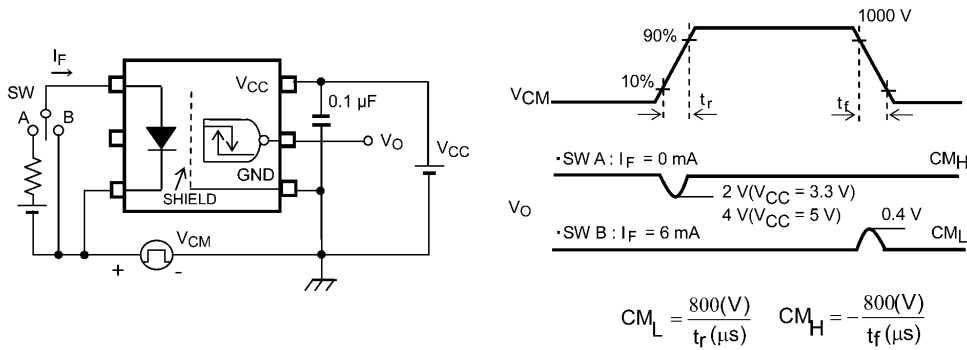 I_F
SW
A
B
V_CC
0.1 µF
V_O
V_CC
GND
SHIELD
V_CM
+
-
1000 V
90%
10%
V_CM
t_r
t_f
・SW A : I_F = 0 mA
CM_H
2 V(V_CC = 3.3 V)
4 V(V_CC = 5 V)
V_O
0.4 V
・SW B : I_F = 6 mA
CM_L
CM_L = 800(V) / t_r (µs)
CM_H = - 800(V) / t_f (µs)